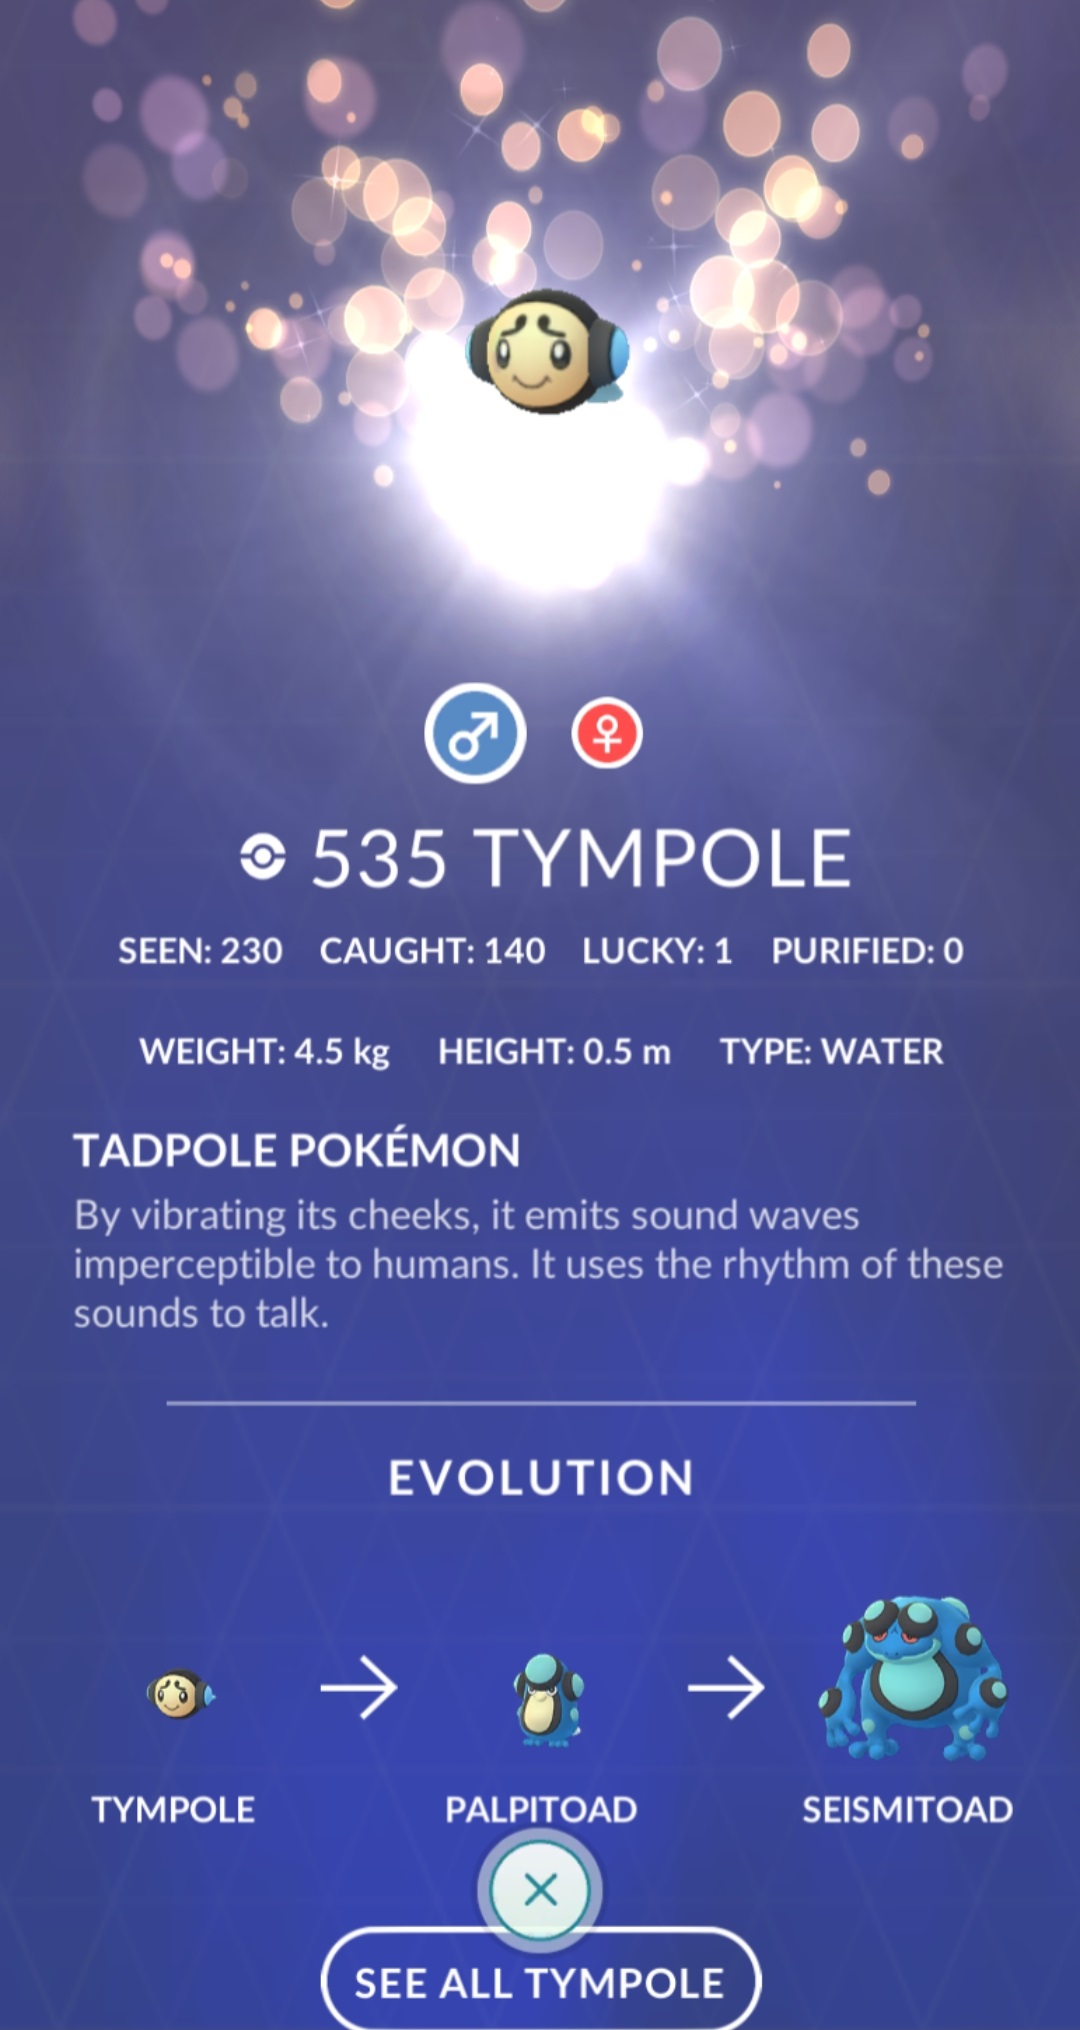 535 TYMPOLE
SEEN: 230 CAUGHT: 140 LUCKY: 1 PURIFIED: 0
WEIGHT: 4.5 kg HEIGHT: 0.5 m TYPE: WATER
TADPOLE POKÉMON
By vibrating its cheeks, it emits sound waves
imperceptible to humans. It uses the rhythm of these
sounds to talk.
EVOLUTION
TYMPOLE PALPITOAD SEISMITOAD
SEE ALL TYMPOLE